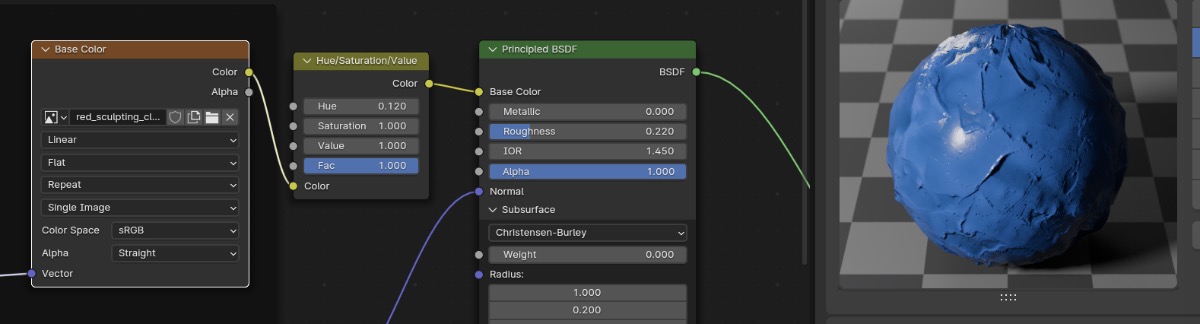 Base Color
Color
Alpha
red_sculpting_cl...
Linear
Flat
Repeat
Single Image
Color Space sRGB
Alpha Straight
Vector
Hue/Saturation/Value
Color
Hue 0.120
Saturation 1.000
Value 1.000
Fac 1.000
Color
Principled BSDF
BSDF
Base Color
Metallic 0.000
Roughness 0.220
IOR 1.450
Alpha 1.000
Normal
Subsurface
Christensen-Burley
Weight 0.000
Radius:
1.000
0.200